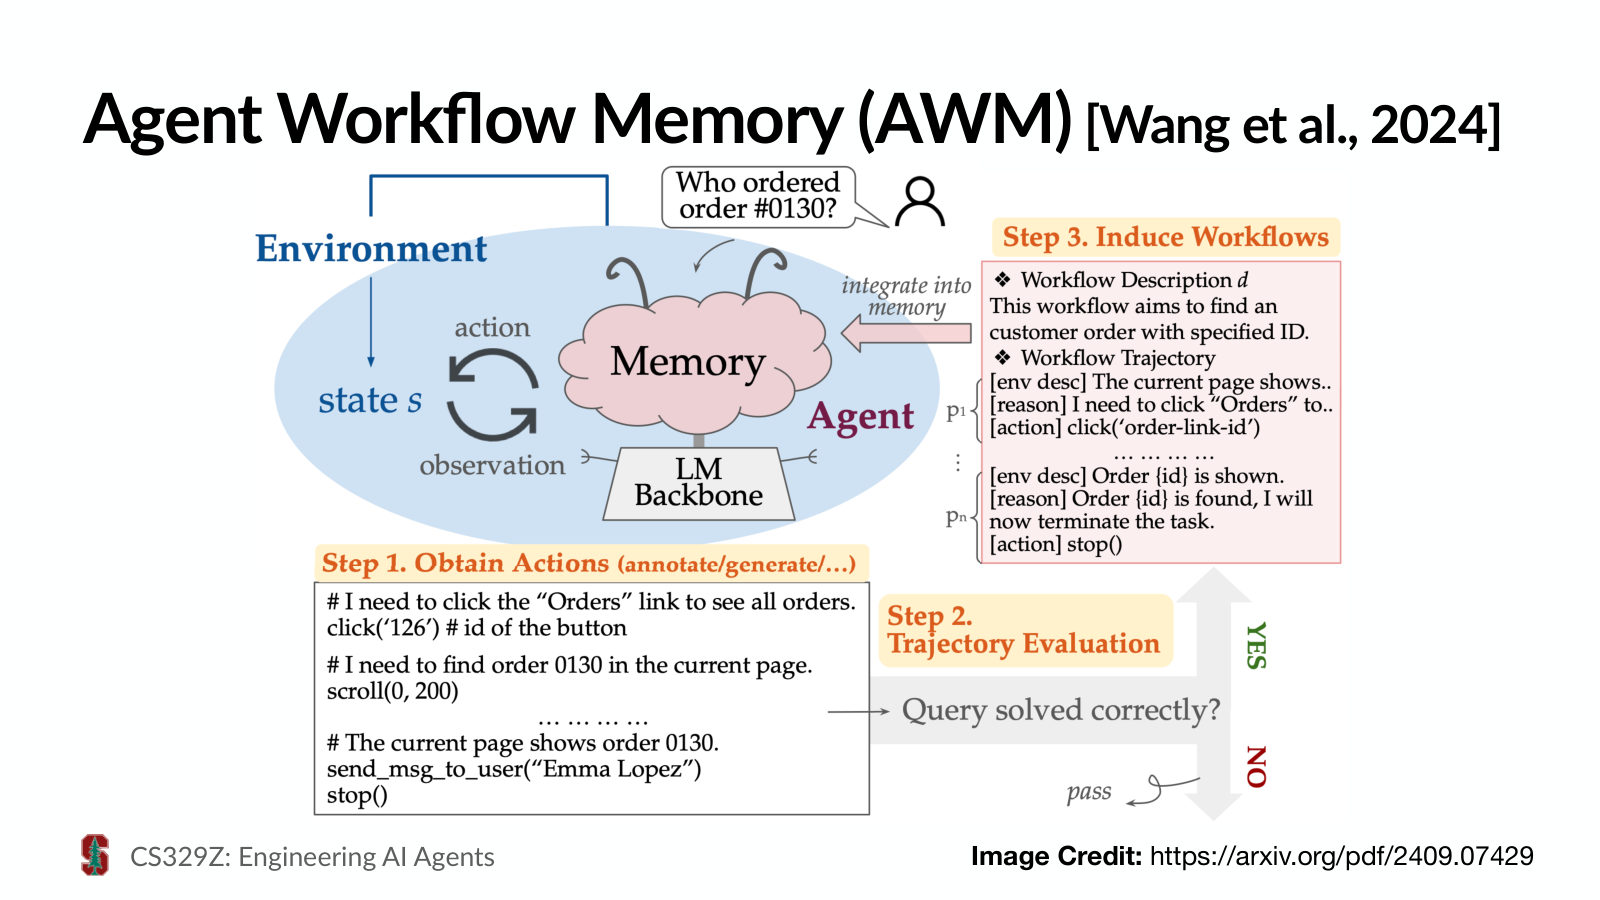 Agent Workflow Memory (AWM) [Wang et al., 2024]
Who ordered
order #0130?
Environment
state s
action
observation
Memory
Agent
LM
Backbone
integrate into
memory
Step 3. Induce Workflows
❖ Workflow Description d
This workflow aims to find an
customer order with specified ID.
❖ Workflow Trajectory
[env desc] The current page shows..
[reason] I need to click “Orders” to..
[action] click(‘order-link-id’)
p1
… … … …
⋮
[env desc] Order {id} is shown.
[reason] Order {id} is found, I will
now terminate the task.
[action] stop()
pn
Step 1. Obtain Actions (annotate/generate/…)
# I need to click the “Orders” link to see all orders.
click(‘126’) # id of the button
# I need to find order 0130 in the current page.
scroll(0, 200)
… … … …
# The current page shows order 0130.
send_msg_to_user(“Emma Lopez”)
stop()
Step 2.
Trajectory Evaluation
Query solved correctly?
YES
NO
pass
CS329Z: Engineering AI Agents
Image Credit: https://arxiv.org/pdf/2409.07429